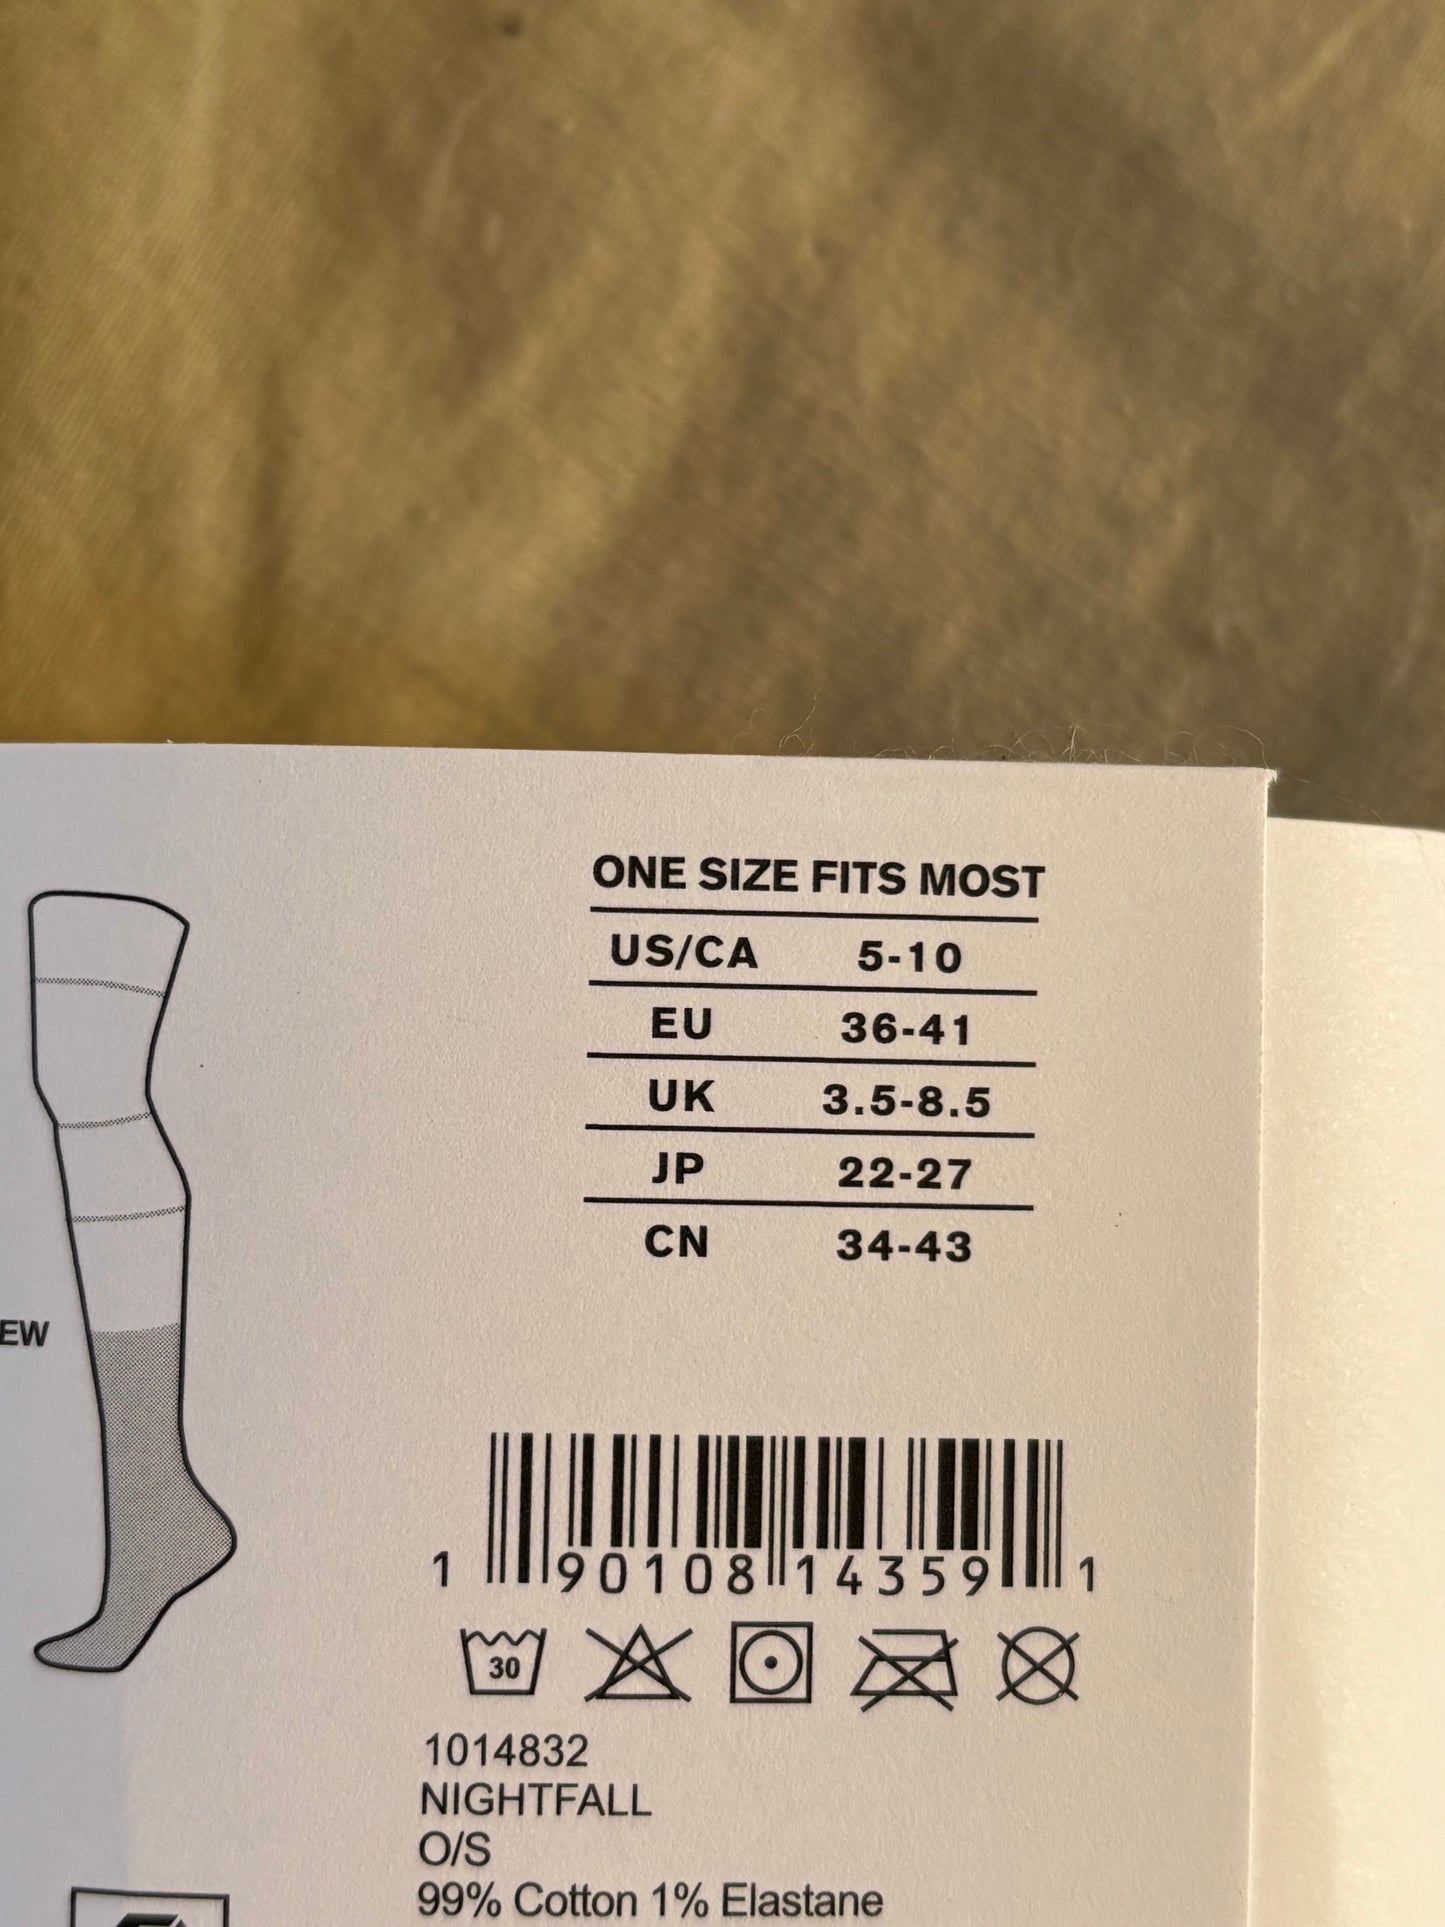 ONE SIZE FITS MOST
US/CA 5-10
EU 36-41
UK 3.5-8.5
JP 22-27
CN 34-43
EW
1 90108 14359 1
30
1014832
NIGHTFALL
O/S
99% Cotton 1% Elastane